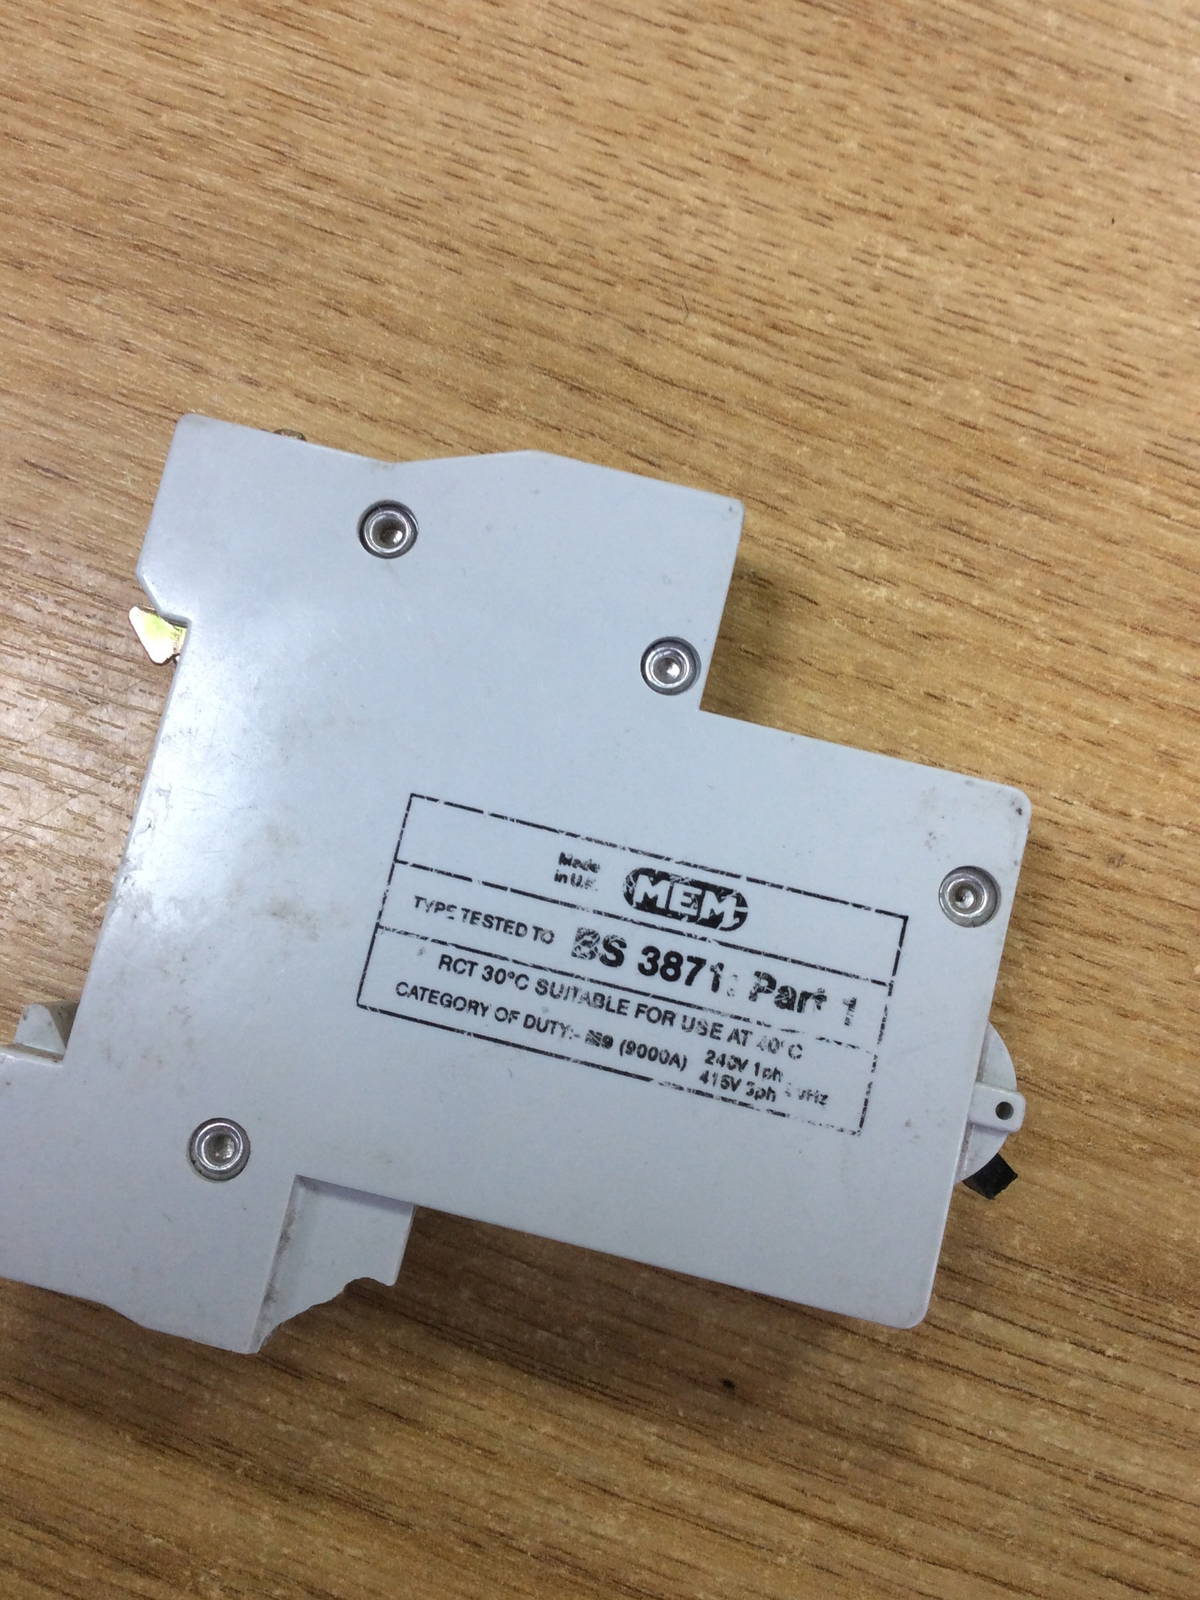 Made
in U.K.
MEM
TYPE TESTED TO BS 3871: Part 1
RCT 30°C SUITABLE FOR USE AT 40°C
CATEGORY OF DUTY:- M9 (9000A) 240V 1ph
415V 3ph Hz